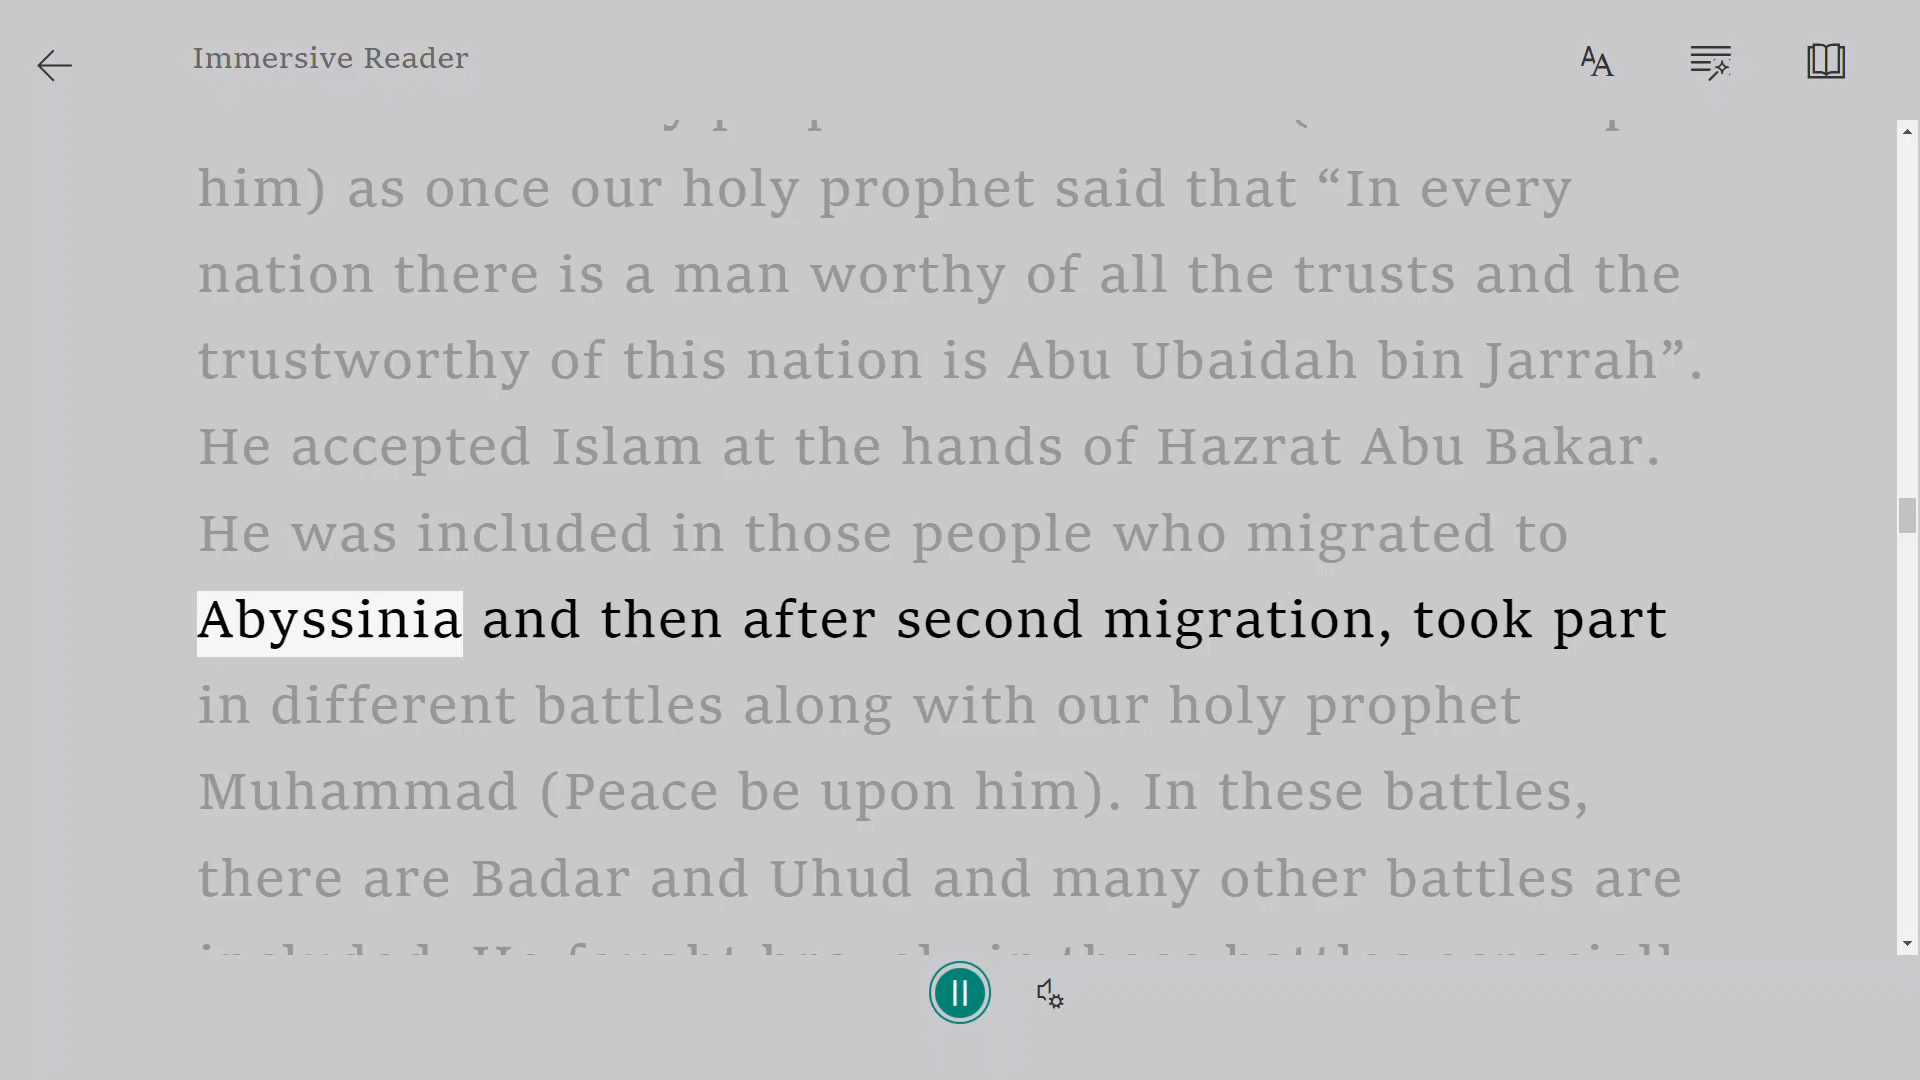 Immersive Reader
him) as once our holy prophet said that “In every
nation there is a man worthy of all the trusts and the
trustworthy of this nation is Abu Ubaidah bin Jarrah”.
He accepted Islam at the hands of Hazrat Abu Bakar.
He was included in those people who migrated to
Abyssinia and then after second migration, took part
in different battles along with our holy prophet
Muhammad (Peace be upon him). In these battles,
there are Badar and Uhud and many other battles are
included. He fought